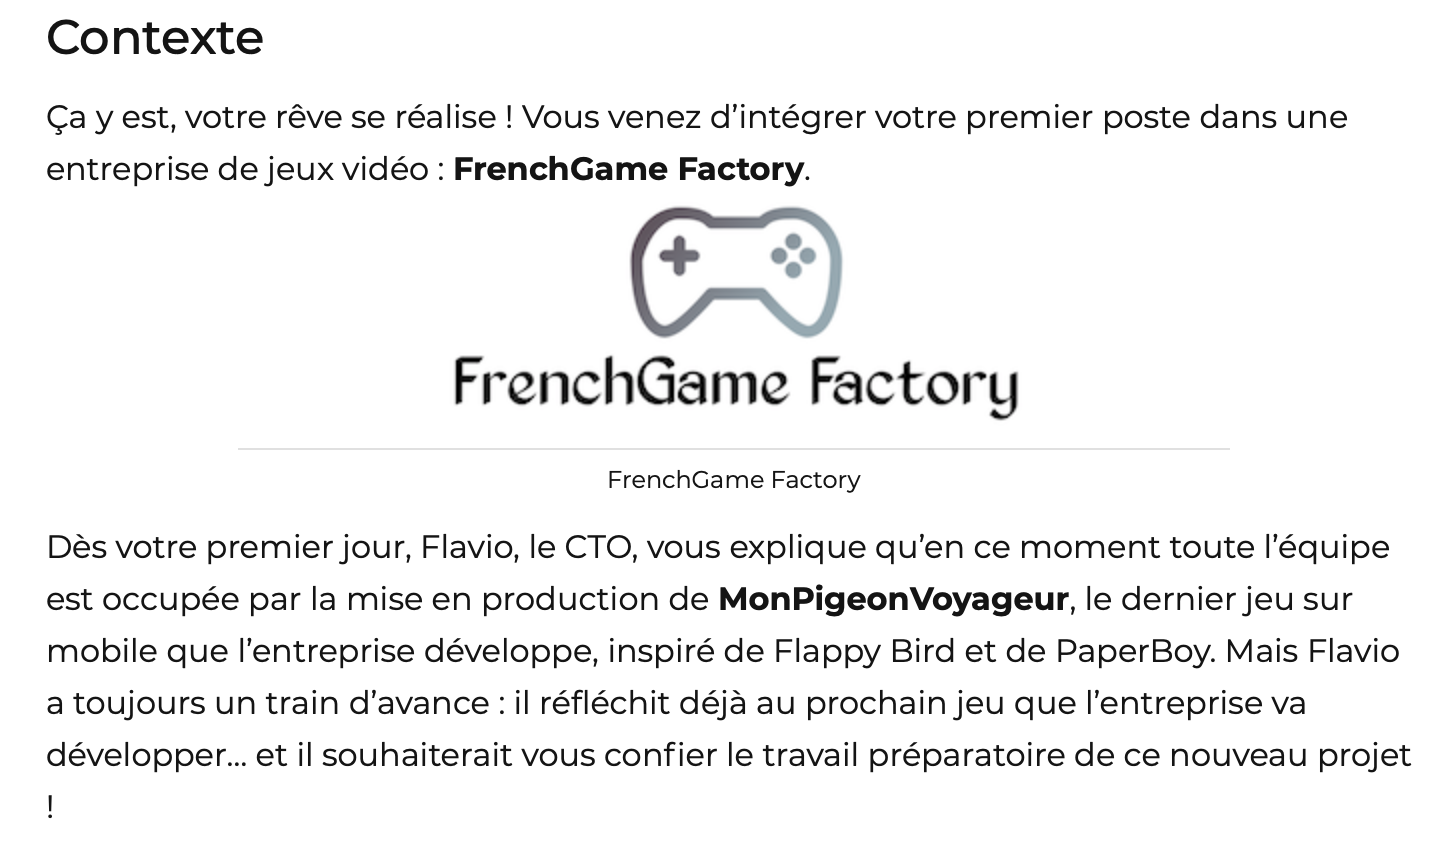 Contexte
Ça y est, votre rêve se réalise ! Vous venez d’intégrer votre premier poste dans une
entreprise de jeux vidéo : FrenchGame Factory.
FrenchGame Factory
FrenchGame Factory
Dès votre premier jour, Flavio, le CTO, vous explique qu’en ce moment toute l’équipe
est occupée par la mise en production de MonPigeonVoyageur, le dernier jeu sur
mobile que l’entreprise développe, inspiré de Flappy Bird et de PaperBoy. Mais Flavio
a toujours un train d’avance : il réfléchit déjà au prochain jeu que l’entreprise va
développer… et il souhaiterait vous confier le travail préparatoire de ce nouveau projet
!